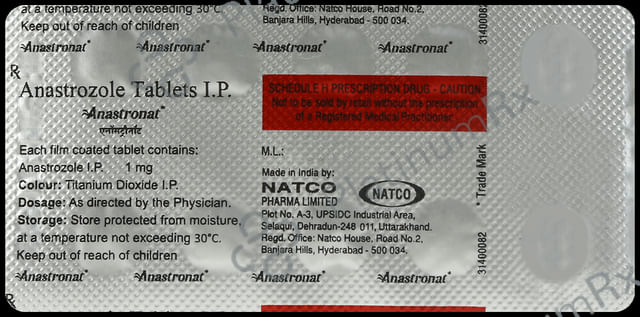 at a temperature not exceeding 30°C.
Keep out of reach of children
Regd. Office: Natco House, Road No.2,
Banjara Hills, Hyderabad - 500 034.
31400082
Anastronat* Anastronat* Anastronat* Anastronat*
℞
Anastrozole Tablets I.P.
Anastronat*
एनॉस्ट्रोनॅट
Each film coated tablet contains:
Anastrozole I.P. 1 mg
Colour: Titanium Dioxide I.P.
Dosage: As directed by the Physician.
Storage: Store protected from moisture,
at a temperature not exceeding 30°C.
Keep out of reach of children
SCHEDULE H PRESCRIPTION DRUG - CAUTION
Not to be sold by retail without the prescription
of a Registered Medical Practitioner.
M.L.:
Made in India by:
NATCO
PHARMA LIMITED
NATCO
Plot No. A-3, UPSIDC Industrial Area,
Selaqui, Dehradun-248 011, Uttarakhand.
Regd. Office: Natco House, Road No.2,
Banjara Hills, Hyderabad - 500 034.
* Trade Mark
31400082
Anastronat* Anastronat* Anastronat* Anastronat*